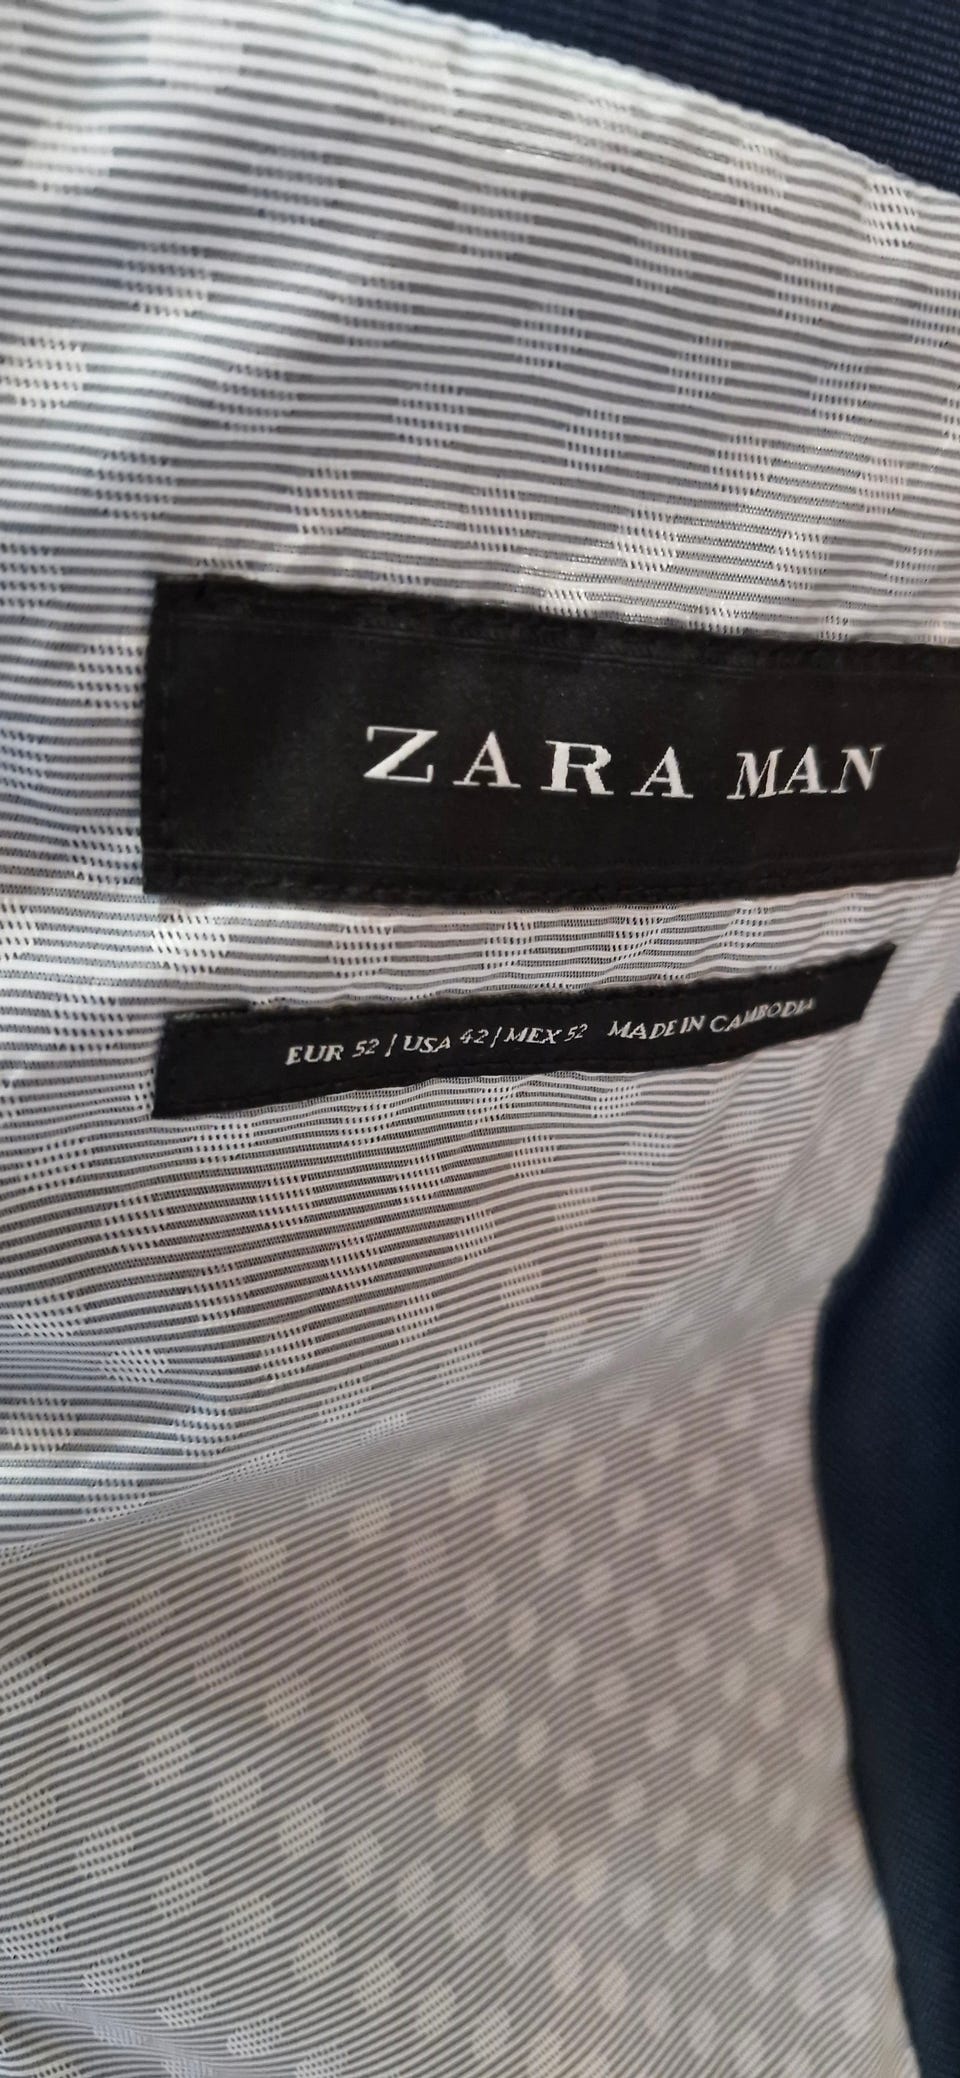 ZARA MAN
EUR 52 / USA 42 / MEX 52 MADE IN CAMBODIA